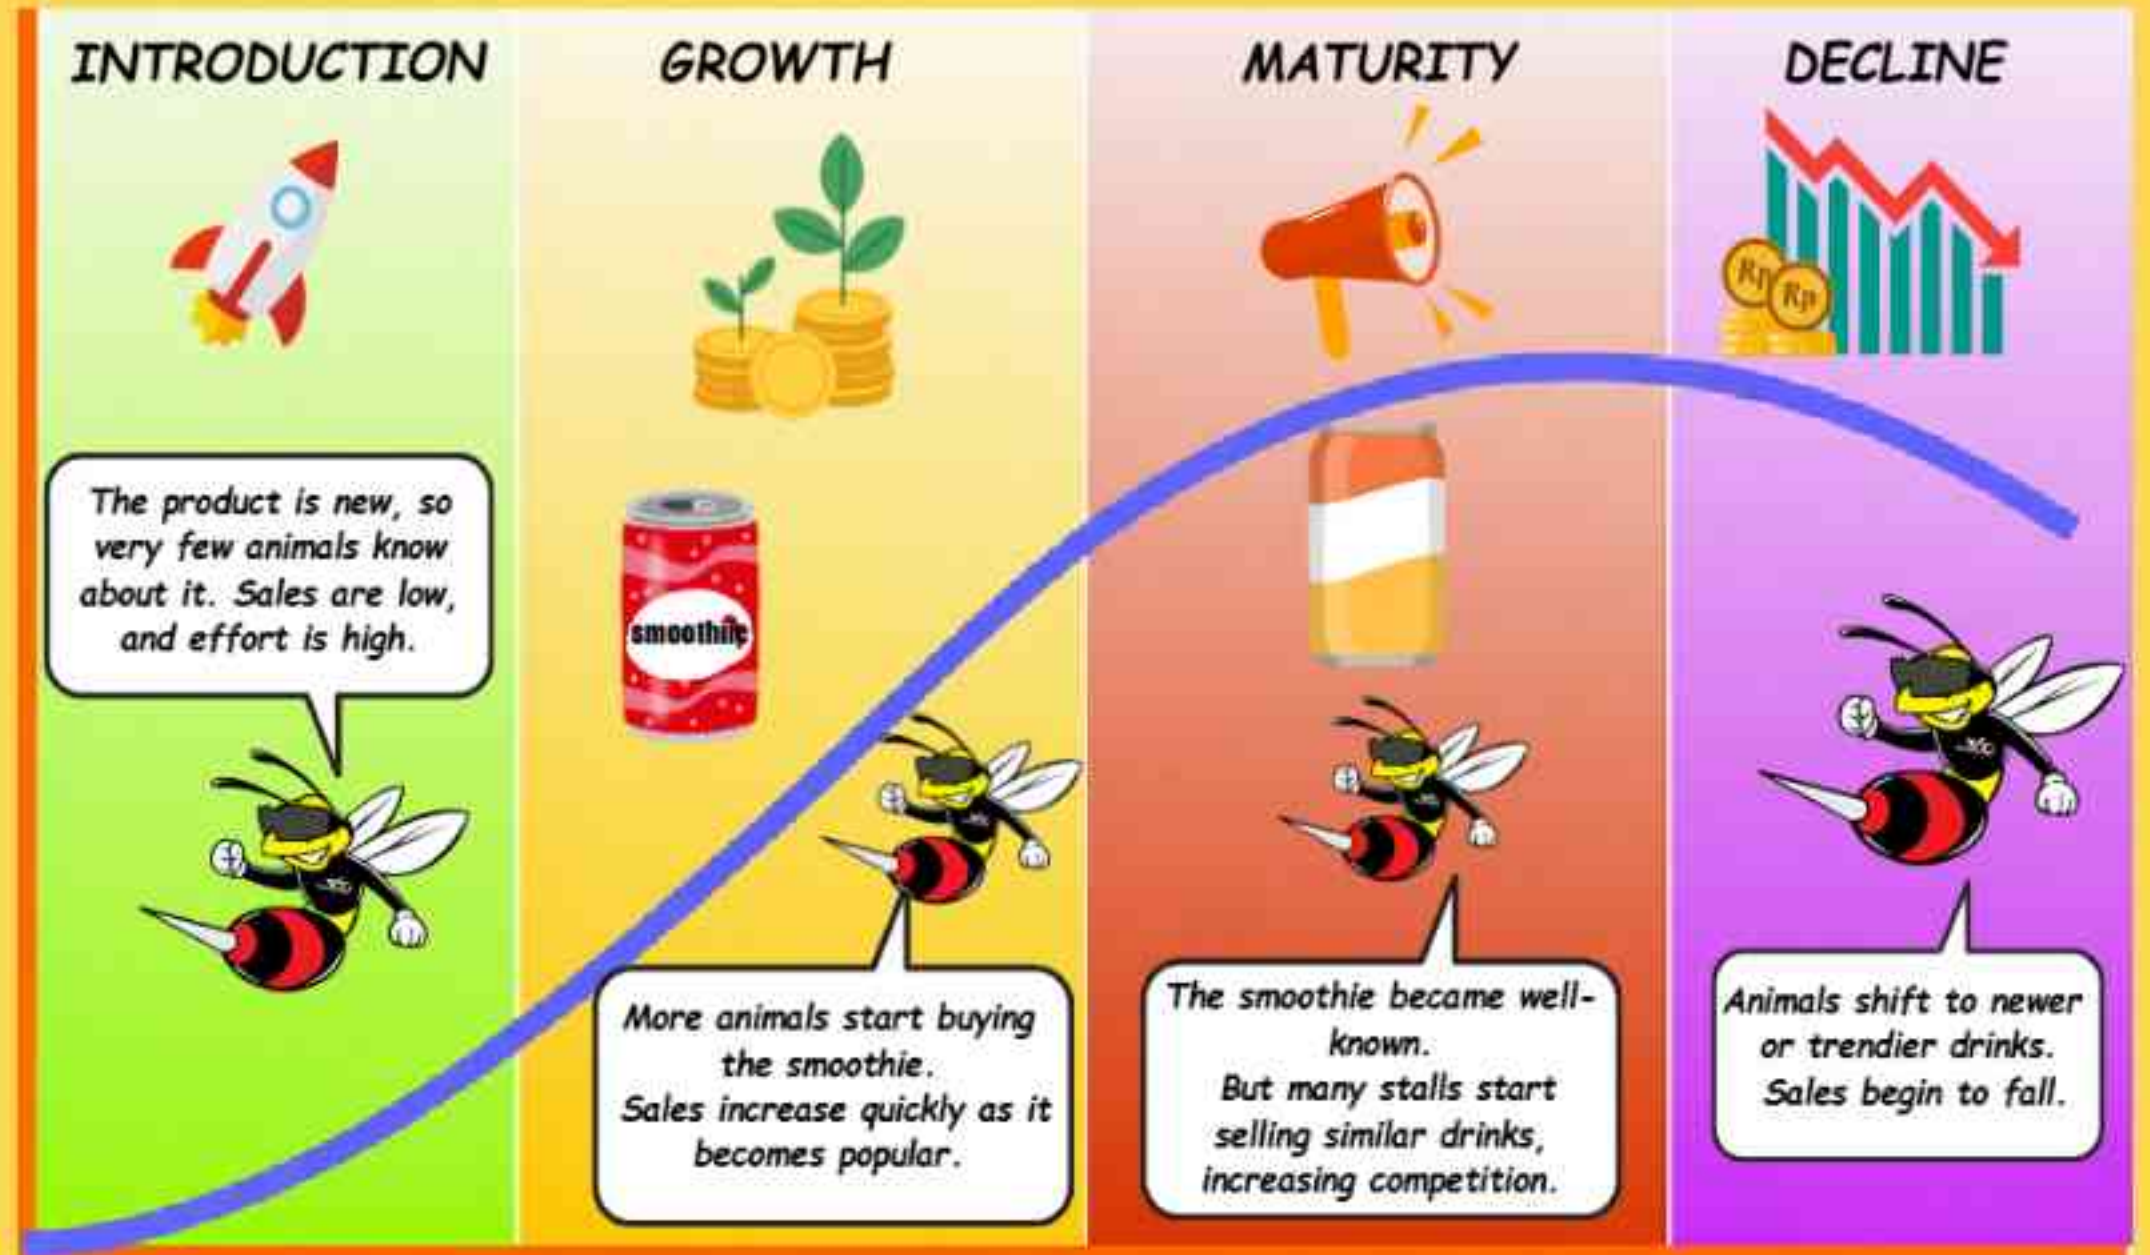 INTRODUCTION
GROWTH
MATURITY
DECLINE
Rp
Rp
The product is new, so
very few animals know
about it. Sales are low,
and effort is high.
smoothie
More animals start buying
the smoothie.
Sales increase quickly as it
becomes popular.
The smoothie became well-
known.
But many stalls start
selling similar drinks,
increasing competition.
Animals shift to newer
or trendier drinks.
Sales begin to fall.